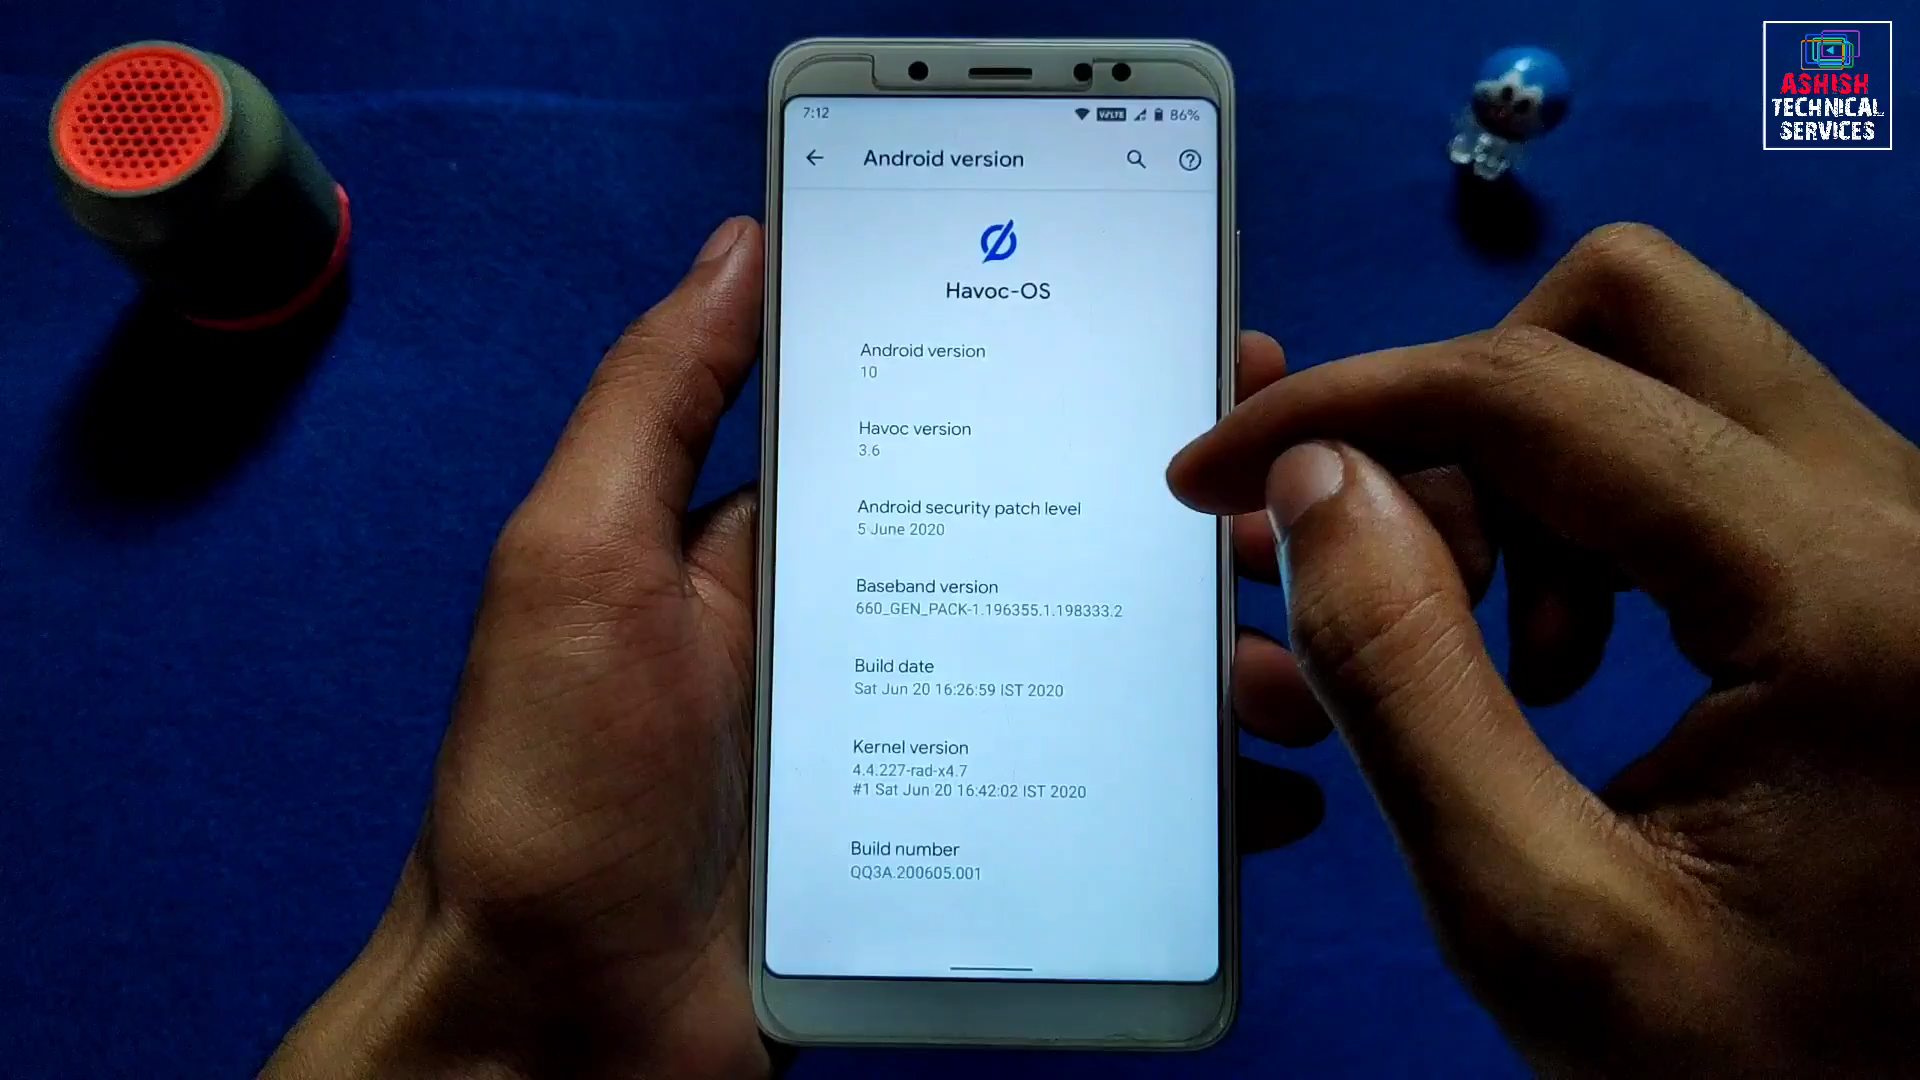 ASHISH
TECHNICAL
SERVICES
7:12
VoLTE
86%
Android version
Havoc-OS
Android version
10
Havoc version
3.6
Android security patch level
5 June 2020
Baseband version
660_GEN_PACK-1.196355.1.198333.2
Build date
Sat Jun 20 16:26:59 IST 2020
Kernel version
4.4.227-rad-x4.7
#1 Sat Jun 20 16:42:02 IST 2020
Build number
QQ3A.200605.001